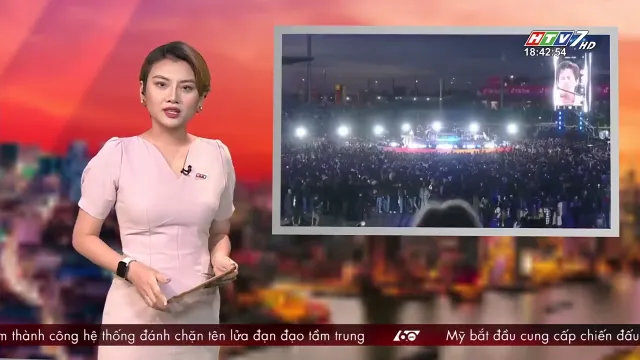 HTV7 HD
18:42:54
m thành công hệ thống đánh chặn tên lửa đạn đạo tầm trung
60
Mỹ bắt đầu cung cấp chiến đấ